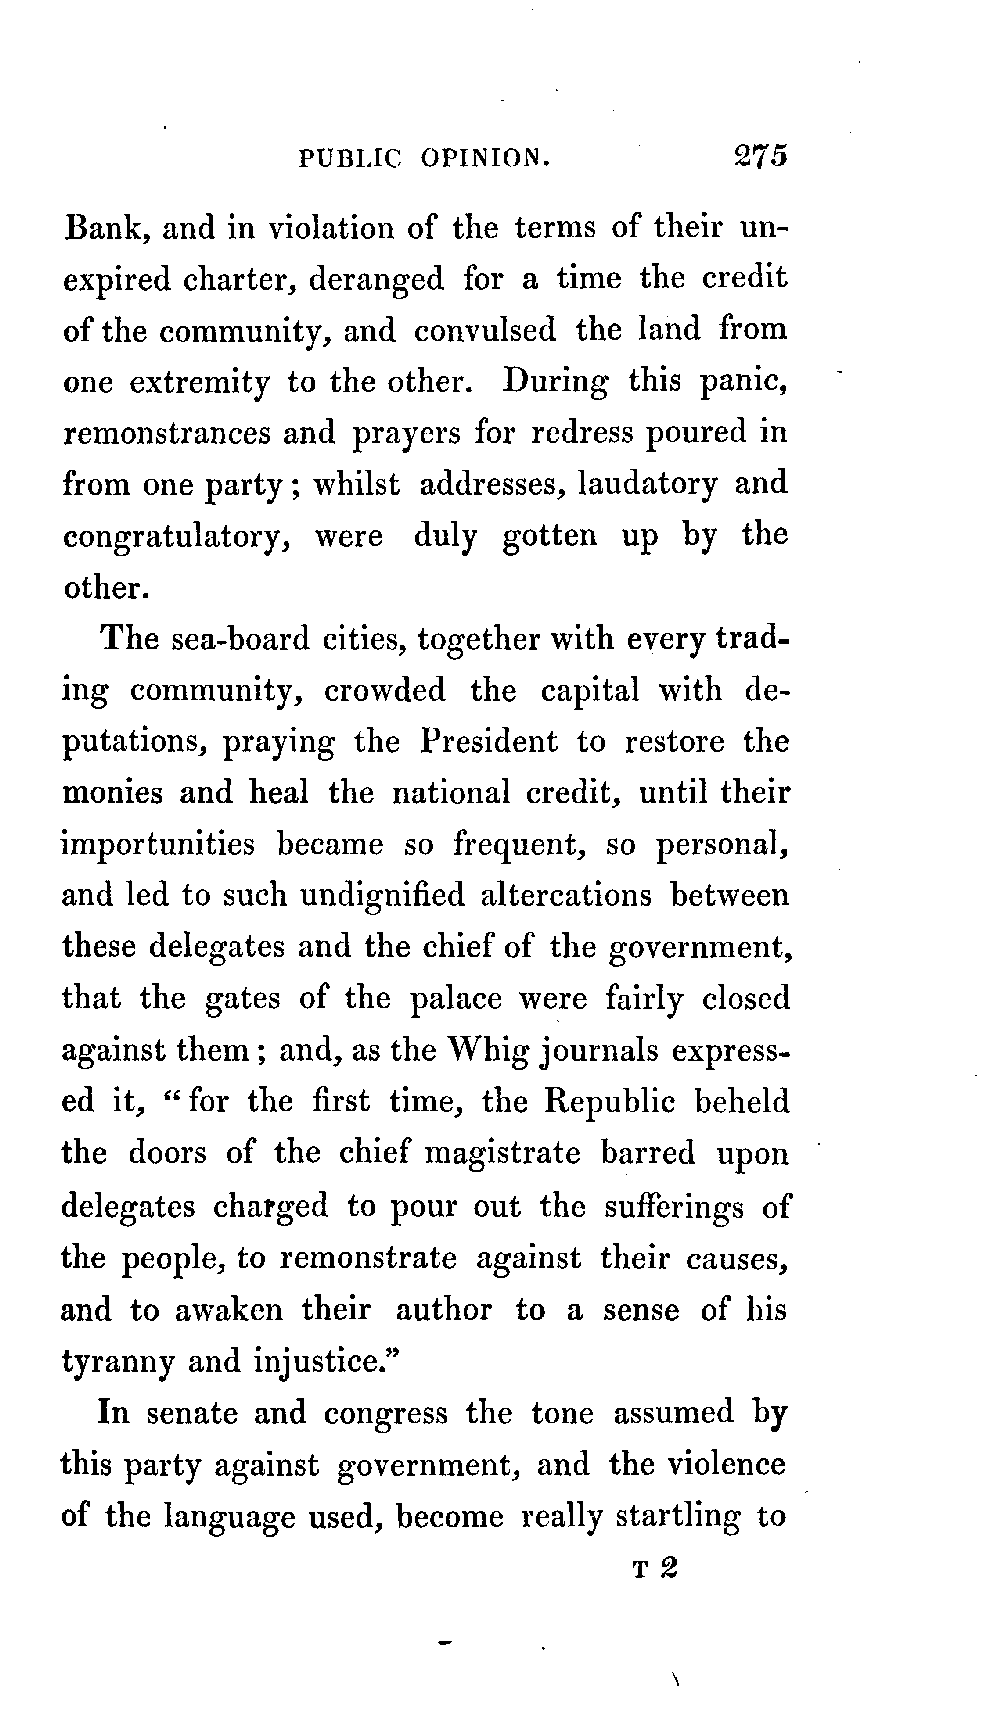 PUBLIC OPINION. 275
Bank, and in violation of the terms of their un-
expired charter, deranged for a time the credit
of the community, and convulsed the land from
one extremity to the other. During this panic,
remonstrances and prayers for redress poured in
from one party ; whilst addresses, laudatory and
congratulatory, were duly gotten up by the
other.
The sea-board cities, together with every trad-
ing community, crowded the capital with de-
putations, praying the President to restore the
monies and heal the national credit, until their
importunities became so frequent, so personal,
and led to such undignified altercations between
these delegates and the chief of the government,
that the gates of the palace were fairly closed
against them ; and, as the Whig journals express-
ed it, “ for the first time, the Republic beheld
the doors of the chief magistrate barred upon
delegates charged to pour out the sufferings of
the people, to remonstrate against their causes,
and to awaken their author to a sense of his
tyranny and injustice.”
In senate and congress the tone assumed by
this party against government, and the violence
of the language used, become really startling to
T 2